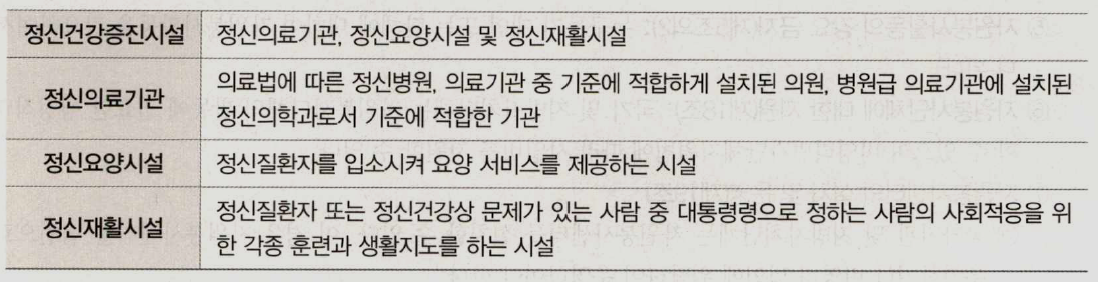 정신건강증진시설 정신의료기관, 정신요양시설 및 정신재활시설
정신의료기관 의료법에 따른 정신병원, 의료기관 중 기준에 적합하게 설치된 의원, 병원급 의료기관에 설치된
정신의학과로서 기준에 적합한 기관
정신요양시설 정신질환자를 입소시켜 요양 서비스를 제공하는 시설
정신재활시설 정신질환자 또는 정신건강상 문제가 있는 사람 중 대통령령으로 정하는 사람의 사회적응을 위
한 각종 훈련과 생활지도를 하는 시설